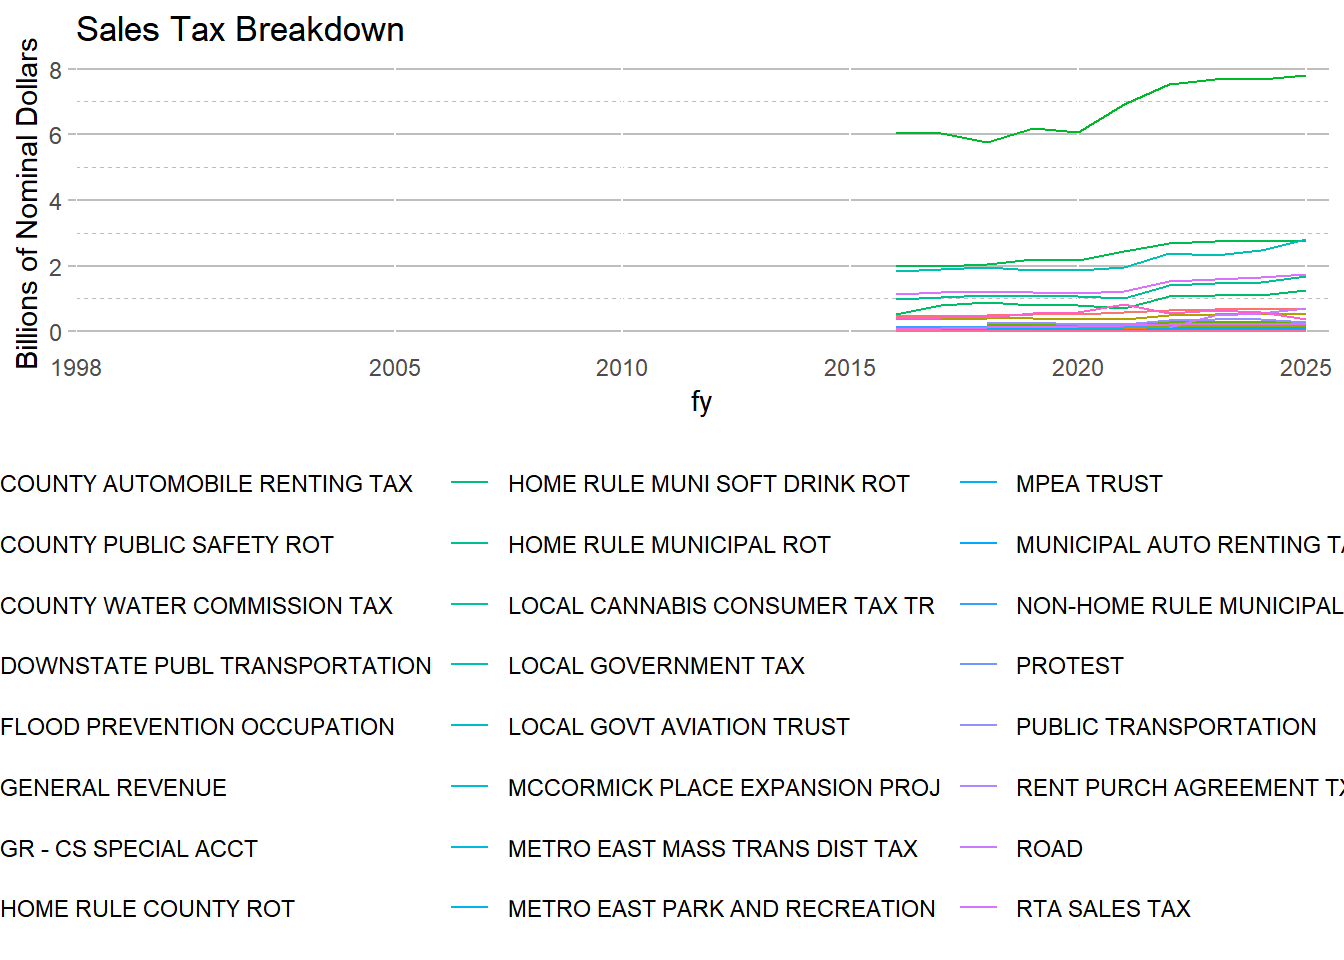 Sales Tax Breakdown
Billions of Nominal Dollars
8
6
4
2
0
1998 2005 2010 2015 2020 2025
fy
COUNTY AUTOMOBILE RENTING TAX HOME RULE MUNI SOFT DRINK ROT MPEA TRUST
COUNTY PUBLIC SAFETY ROT HOME RULE MUNICIPAL ROT MUNICIPAL AUTO RENTING TA
COUNTY WATER COMMISSION TAX LOCAL CANNABIS CONSUMER TAX TR NON-HOME RULE MUNICIPAL
DOWNSTATE PUBL TRANSPORTATION LOCAL GOVERNMENT TAX PROTEST
FLOOD PREVENTION OCCUPATION LOCAL GOVT AVIATION TRUST PUBLIC TRANSPORTATION
GENERAL REVENUE MCCORMICK PLACE EXPANSION PROJ RENT PURCH AGREEMENT TX
GR - CS SPECIAL ACCT METRO EAST MASS TRANS DIST TAX ROAD
HOME RULE COUNTY ROT METRO EAST PARK AND RECREATION RTA SALES TAX